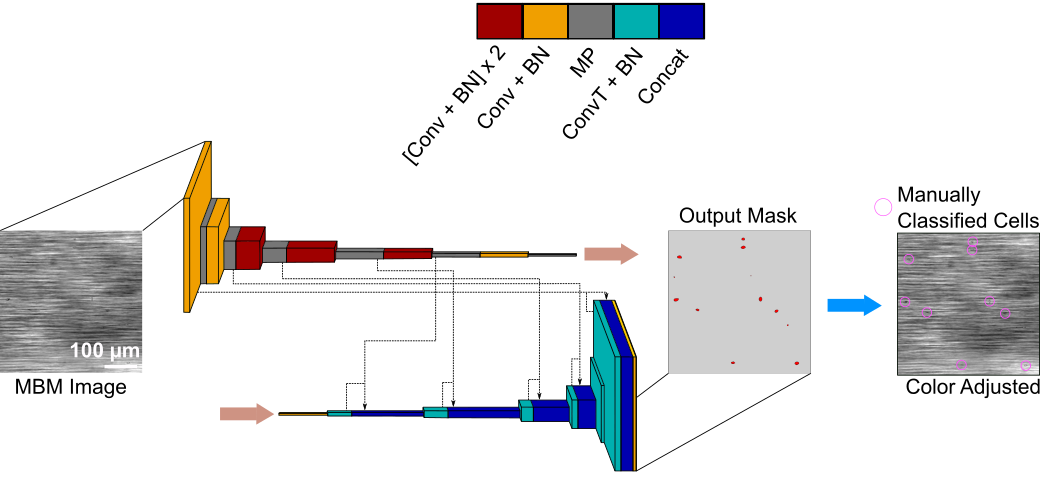 [Conv + BN] x 2
Conv + BN
MP
ConvT + BN
Concat
Manually
Classified Cells
Output Mask
100 µm
MBM Image
Color Adjusted